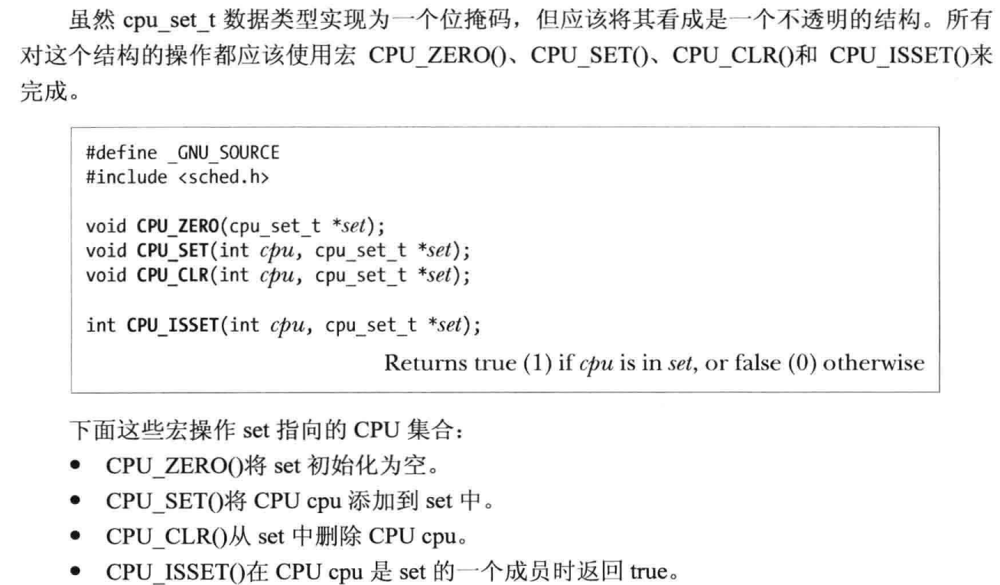 虽然 cpu_set_t 数据类型实现为一个位掩码，但应该将其看成是一个不透明的结构。所有
对这个结构的操作都应该使用宏 CPU_ZERO()、CPU_SET()、CPU_CLR()和 CPU_ISSET()来
完成。
#define _GNU_SOURCE
#include <sched.h>
void CPU_ZERO(cpu_set_t *set);
void CPU_SET(int cpu, cpu_set_t *set);
void CPU_CLR(int cpu, cpu_set_t *set);
int CPU_ISSET(int cpu, cpu_set_t *set);
Returns true (1) if cpu is in set, or false (0) otherwise
下面这些宏操作 set 指向的 CPU 集合：
● CPU_ZERO()将 set 初始化为空。
● CPU_SET()将 CPU cpu 添加到 set 中。
● CPU_CLR()从 set 中删除 CPU cpu。
● CPU_ISSET()在 CPU cpu 是 set 的一个成员时返回 true。